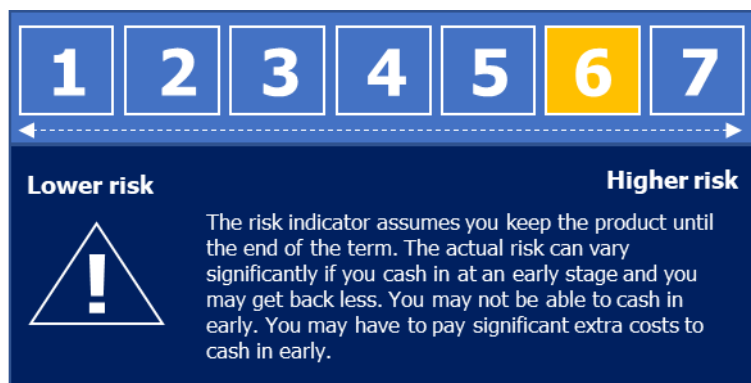 1 2 3 4 5 6 7
Lower risk
Higher risk
!
The risk indicator assumes you keep the product until
the end of the term. The actual risk can vary
significantly if you cash in at an early stage and you
may get back less. You may not be able to cash in
early. You may have to pay significant extra costs to
cash in early.